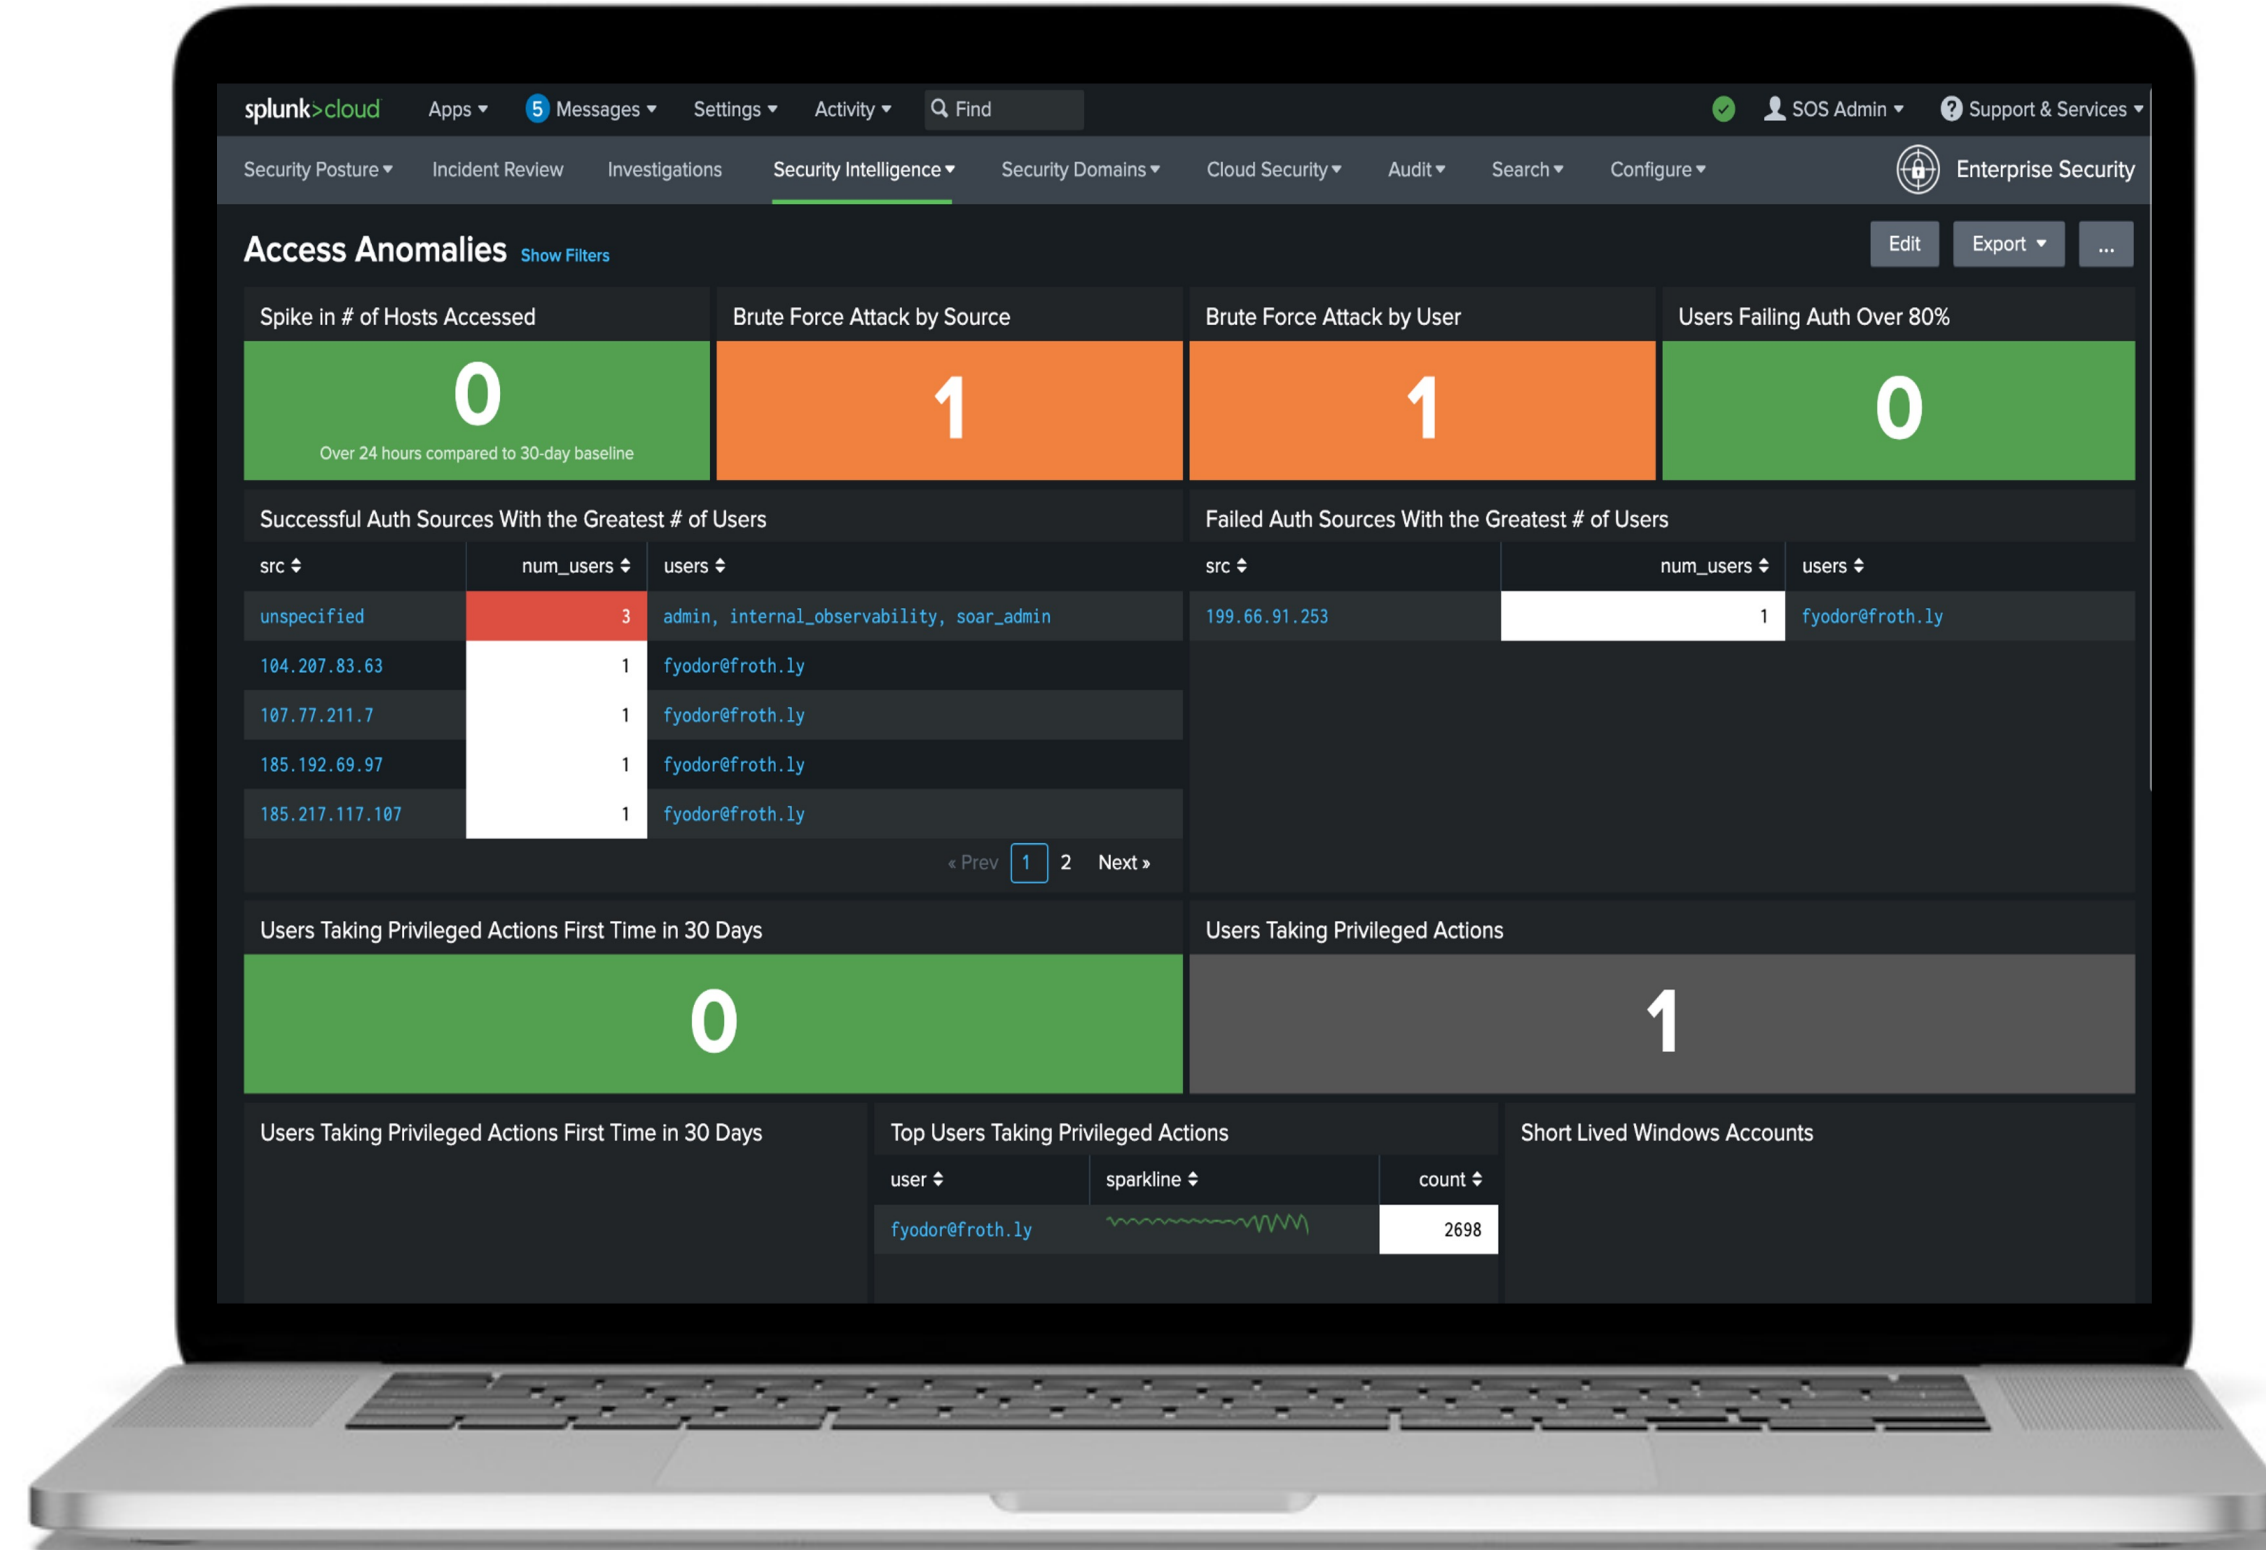 splunk>cloud Apps 5 Messages Settings Activity Find SOS Admin ? Support & Services
Security Posture Incident Review Investigations Security Intelligence Security Domains Cloud Security Audit Search Configure Enterprise Security
Access Anomalies Show Filters Edit Export ...
Spike in # of Hosts Accessed Brute Force Attack by Source Brute Force Attack by User Users Failing Auth Over 80%
0 1 1 0
Over 24 hours compared to 30-day baseline
Successful Auth Sources With the Greatest # of Users Failed Auth Sources With the Greatest # of Users
src num_users users src num_users users
unspecified 3 admin, internal_observability, soar_admin 199.66.91.253 1 fyodor@froth.ly
104.207.83.63 1 fyodor@froth.ly
107.77.211.7 1 fyodor@froth.ly
185.192.69.97 1 fyodor@froth.ly
185.217.117.107 1 fyodor@froth.ly
« Prev 1 2 Next »
Users Taking Privileged Actions First Time in 30 Days Users Taking Privileged Actions
0 1
Users Taking Privileged Actions First Time in 30 Days Top Users Taking Privileged Actions Short Lived Windows Accounts
user sparkline count
fyodor@froth.ly 2698